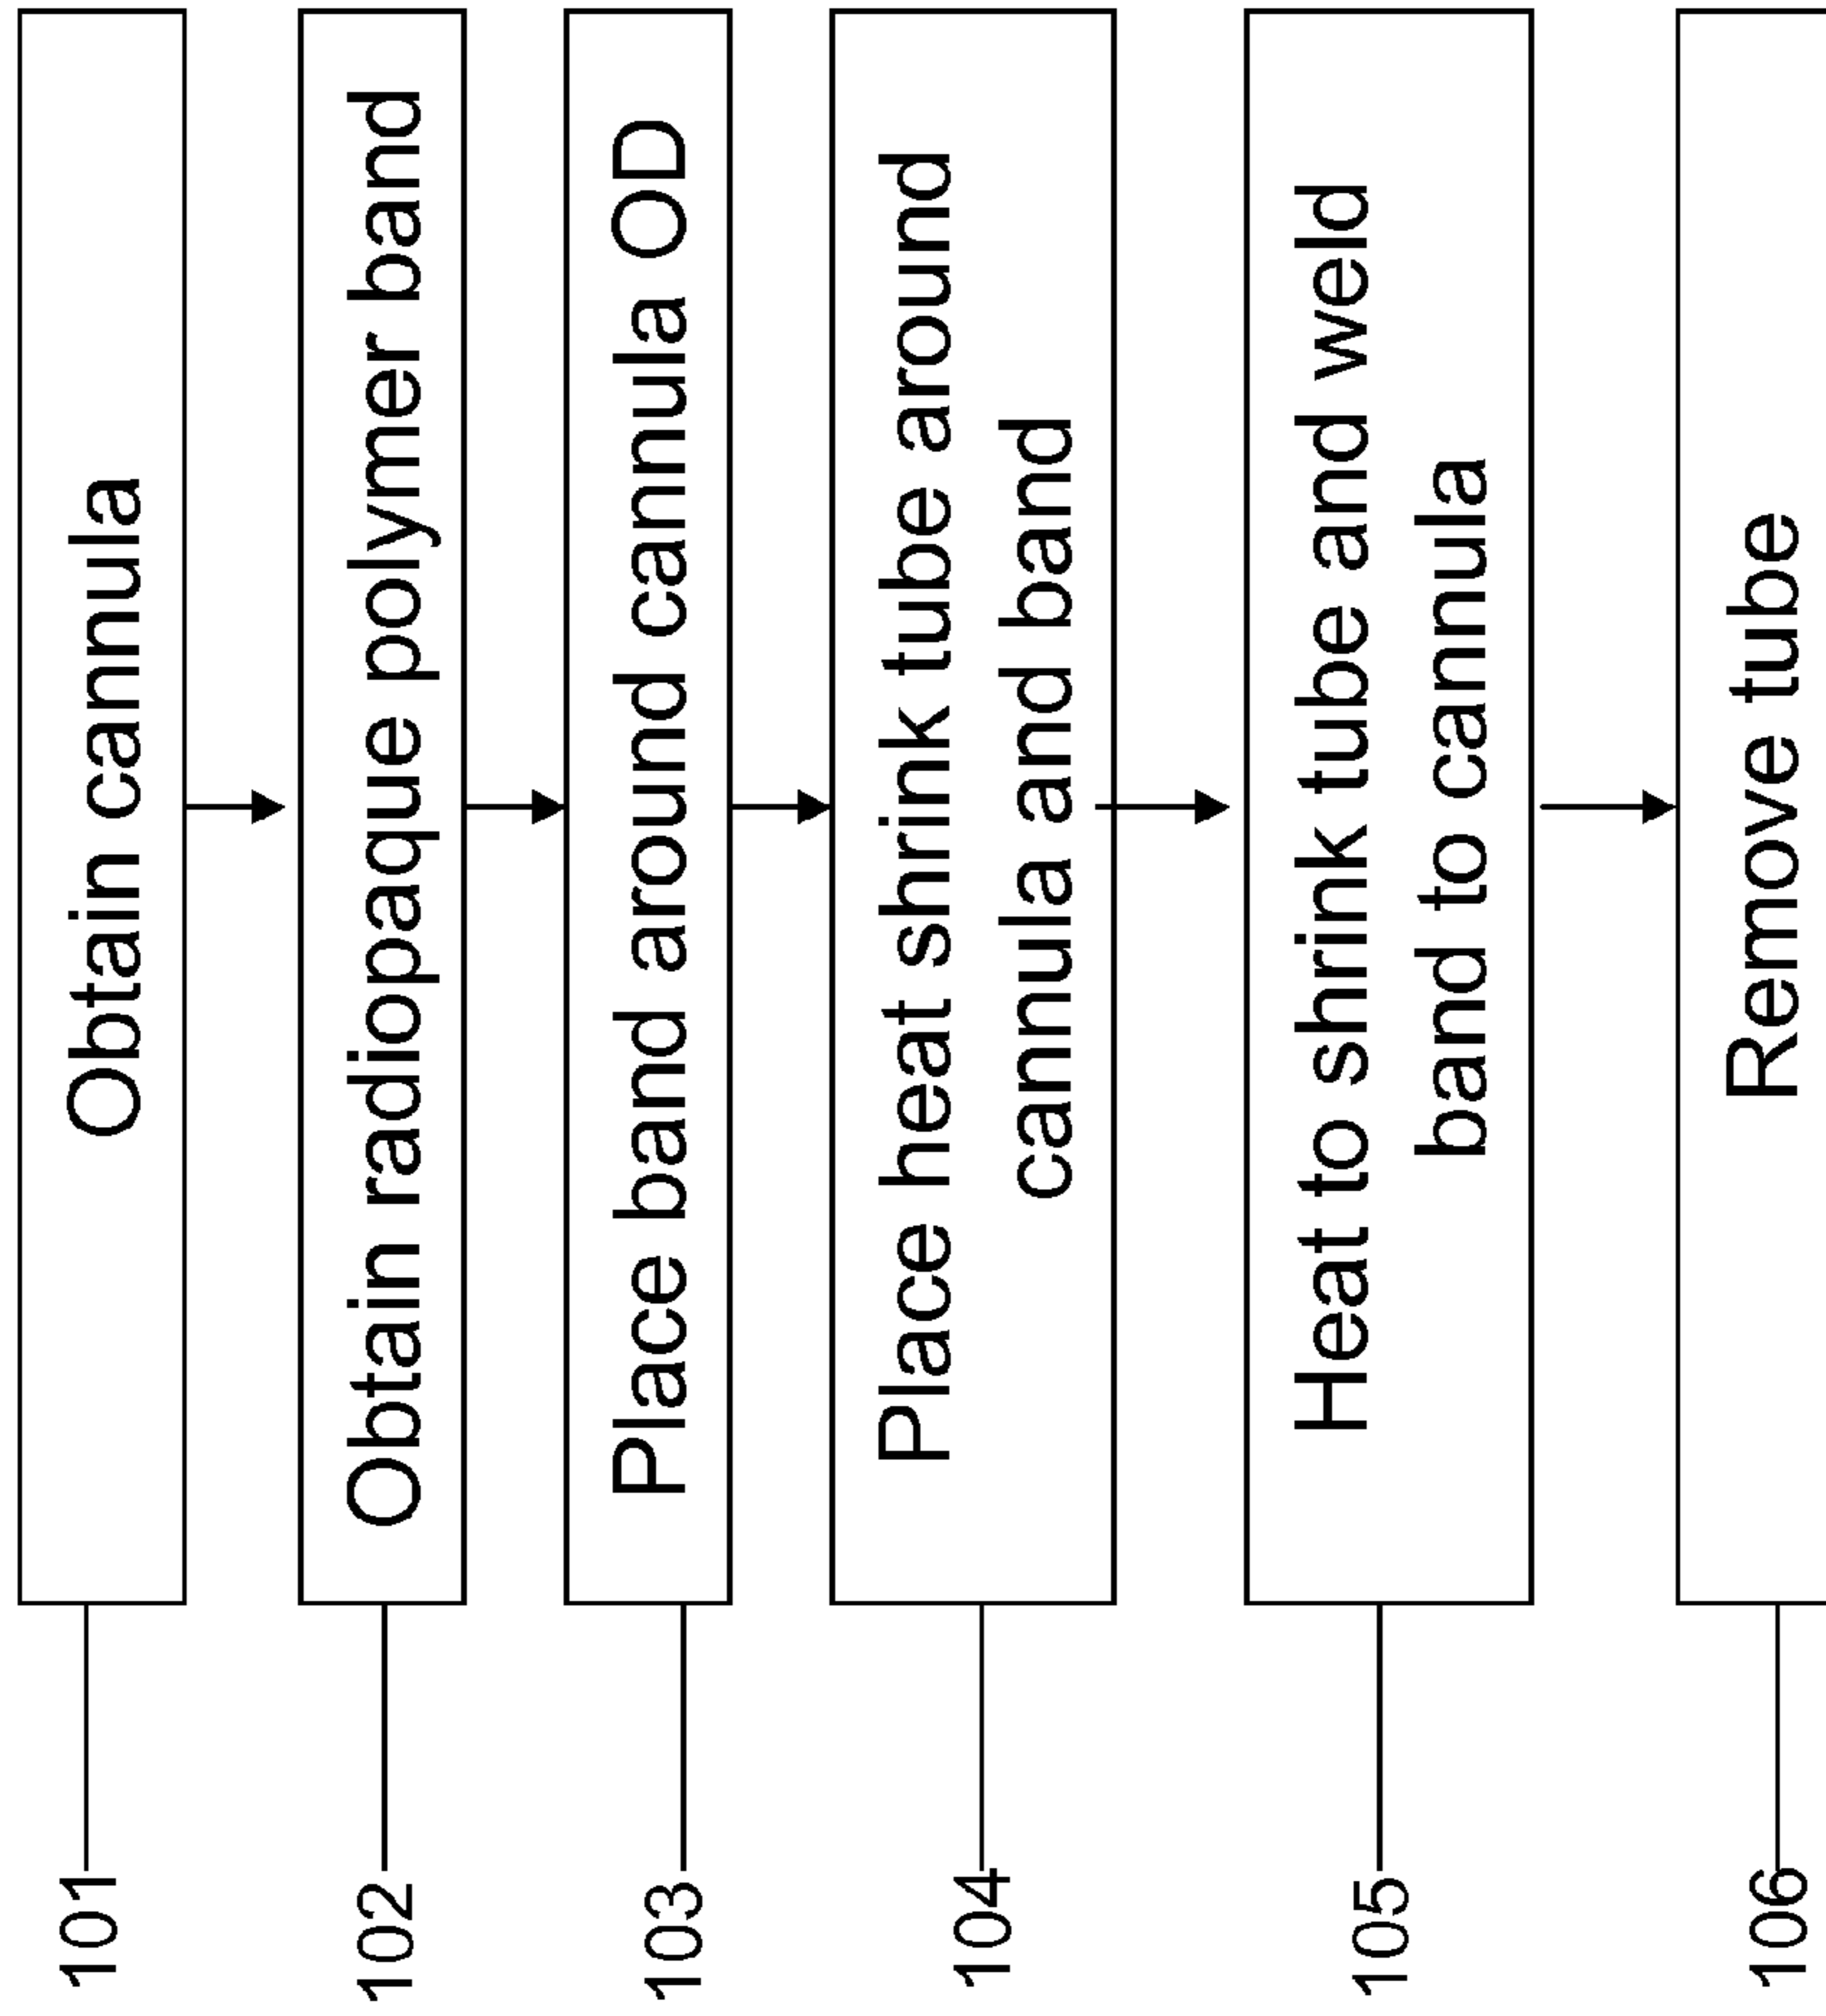 101
Obtain cannula
102
Obtain radiopaque polymer band
103
Place band around cannula OD
104
Place heat shrink tube around
cannula and band
105
Heat to shrink tube and weld
band to cannula
106
Remove tube